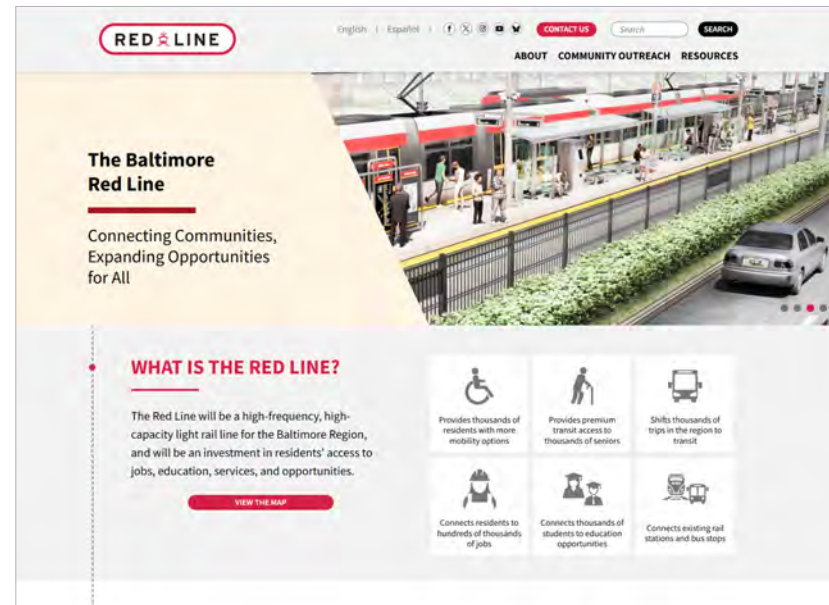 RED LINE
English | Español |
CONTACT US
Search
SEARCH
ABOUT COMMUNITY OUTREACH RESOURCES
The Baltimore
Red Line
Connecting Communities,
Expanding Opportunities
for All
WHAT IS THE RED LINE?
The Red Line will be a high-frequency, high-
capacity light rail line for the Baltimore Region,
and will be an investment in residents' access to
jobs, education, services, and opportunities.
VIEW THE MAP
Provides thousands of
residents with more
mobility options
Provides premium
transit access to
thousands of seniors
Shifts thousands of
trips in the region to
transit
Connects residents to
hundreds of thousands
of jobs
Connects thousands of
students to education
opportunities
Connects existing rail
stations and bus stops